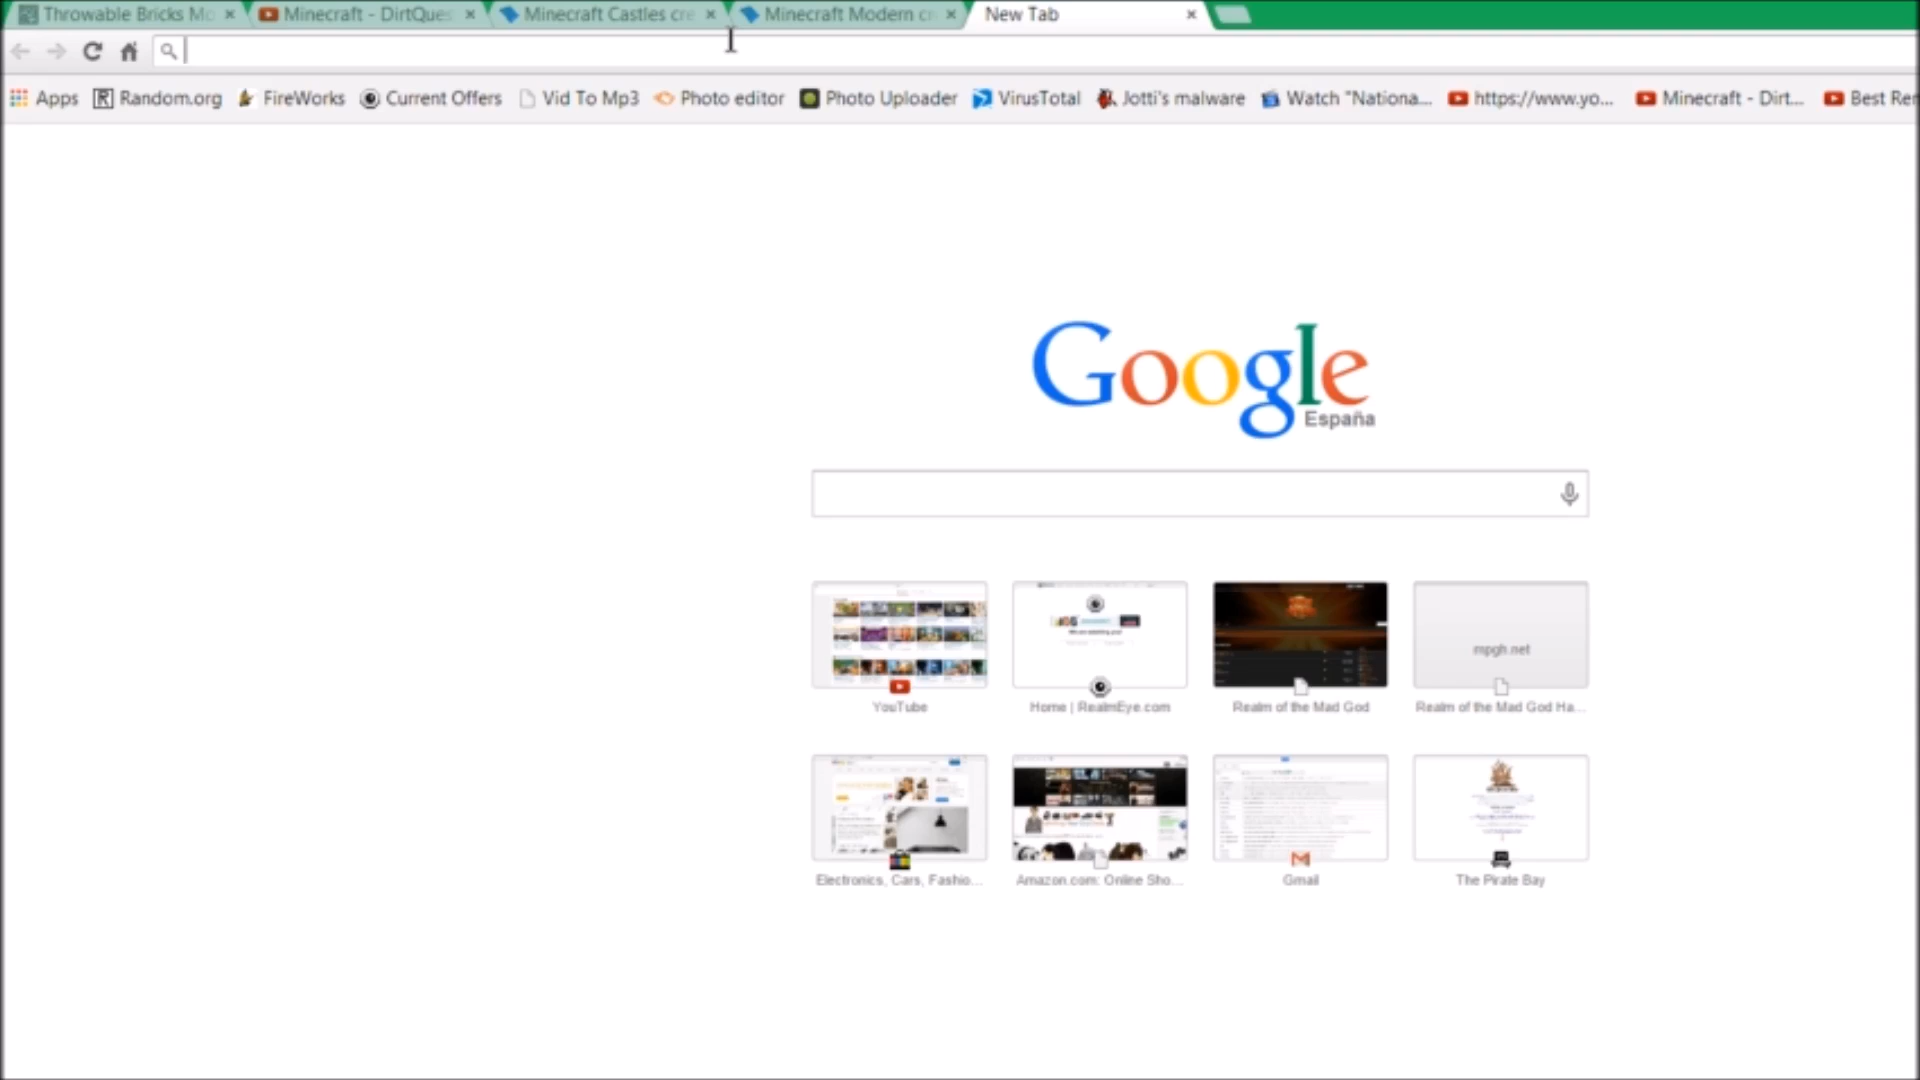 Throwable Bricks Mo
Minecraft - DirtQues
Minecraft Castles cre
Minecraft Modern cr
New Tab
Apps
Random.org
FireWorks
Current Offers
Vid To Mp3
Photo editor
Photo Uploader
VirusTotal
Jotti's malware
Watch "Nationa...
https://www.yo...
Minecraft - Dirt...
Best Rem
Google
España
mpgh.net
YouTube
Home | RealmEye.com
Realm of the Mad God
Realm of the Mad God Ha...
Electronics, Cars, Fashio...
Amazon.com: Online Sho...
Gmail
The Pirate Bay